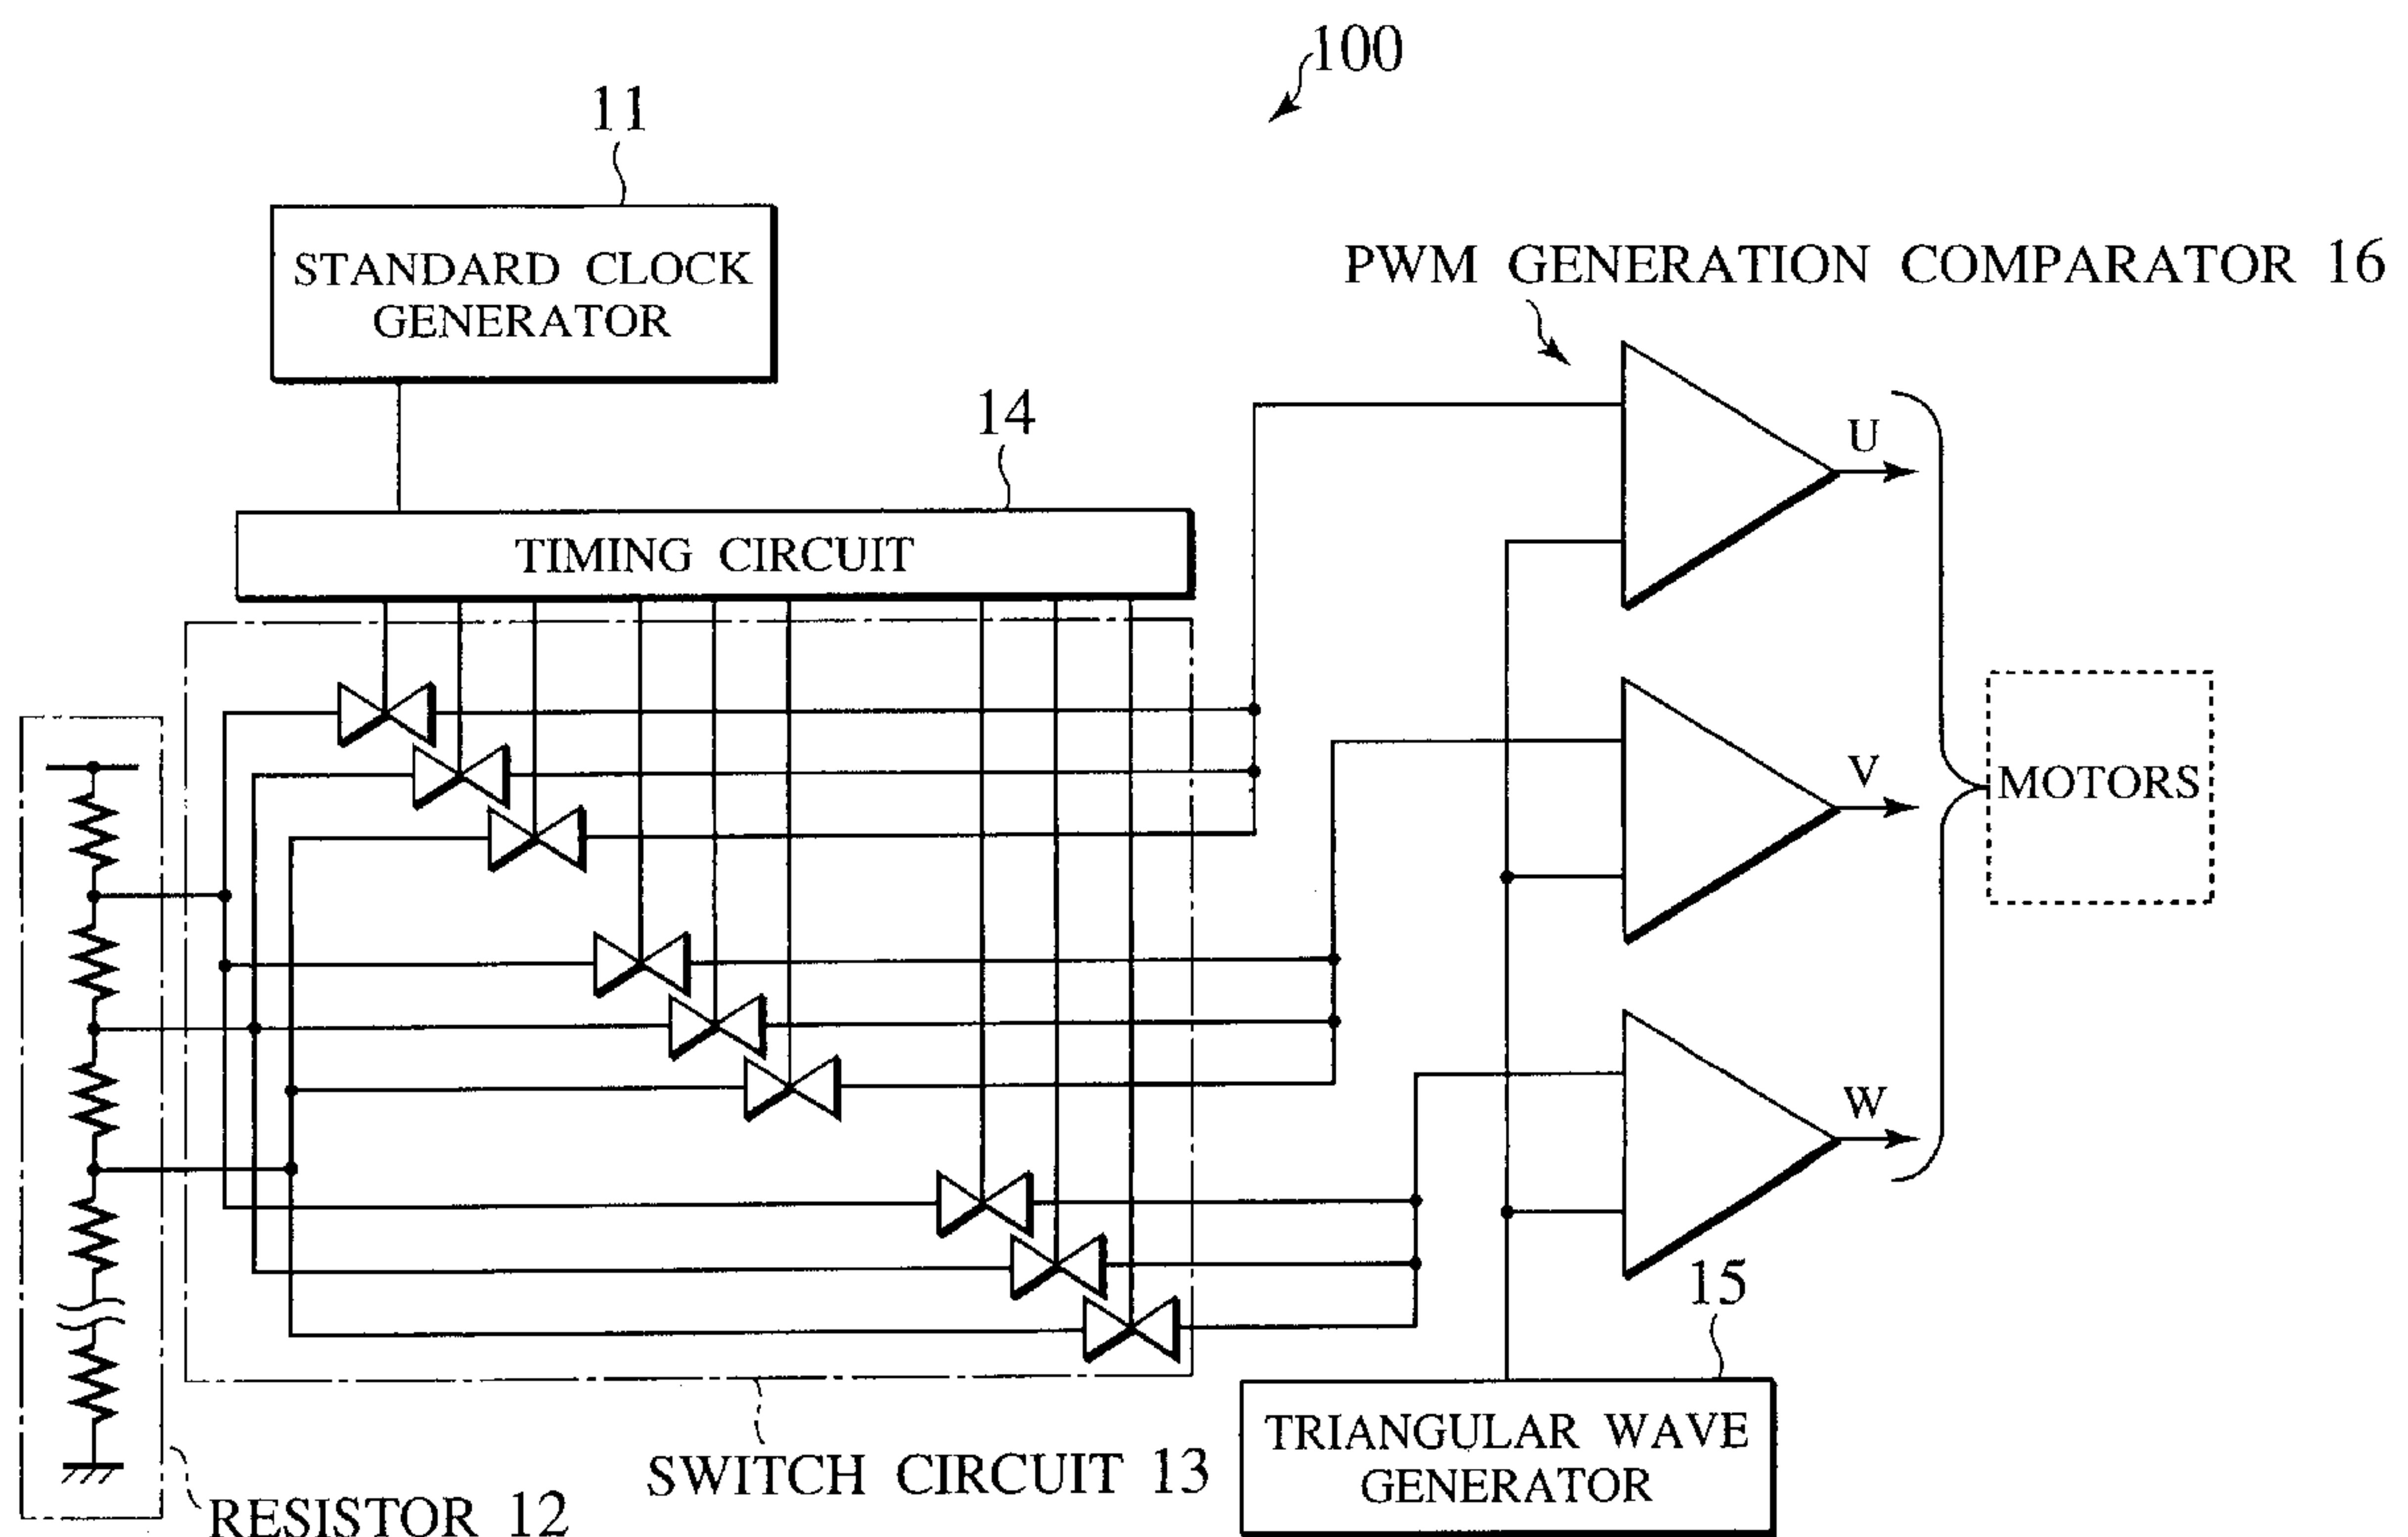 100
11
STANDARD CLOCK
GENERATOR
PWM GENERATION COMPARATOR 16
14
TIMING CIRCUIT
U
V
MOTORS
W
15
TRIANGULAR WAVE
GENERATOR
SWITCH CIRCUIT 13
RESISTOR 12